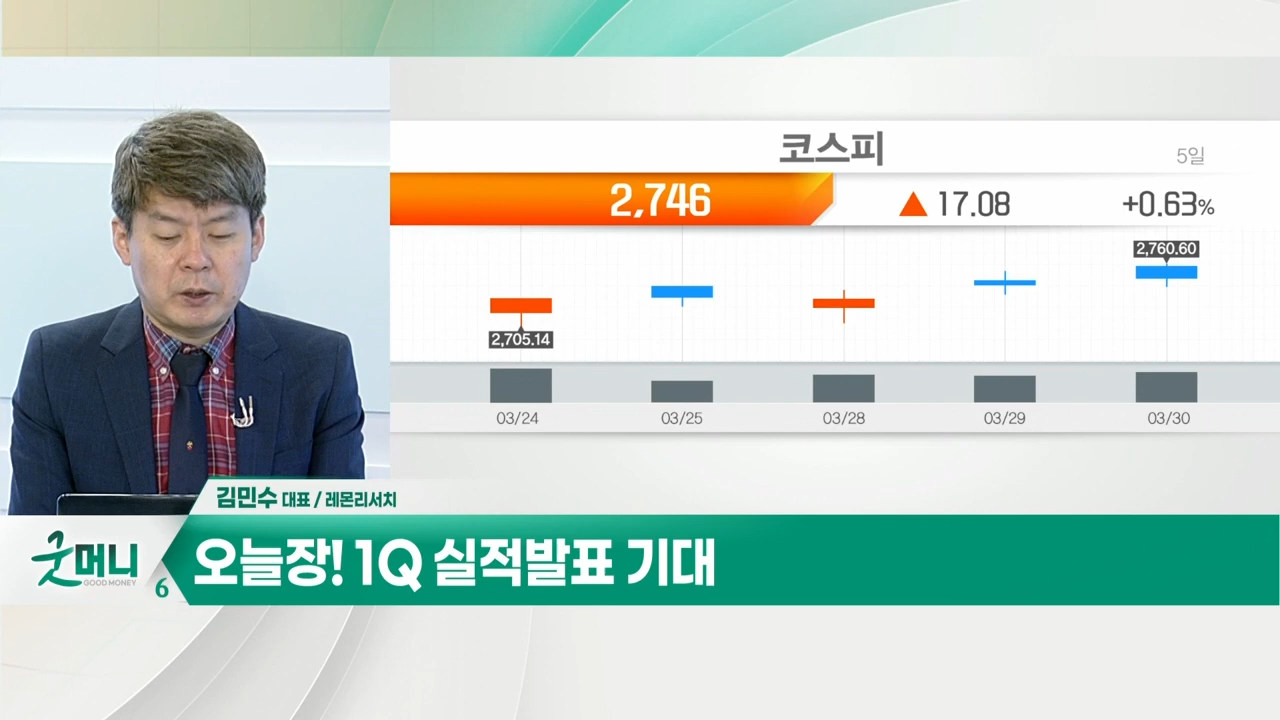 코스피
5일
2,746 ▲ 17.08 +0.63%
2,760.60
2,705.14
03/24 03/25 03/28 03/29 03/30
김민수 대표 / 레몬리서치
굿머니
GOOD MONEY
6
오늘장! 1Q 실적발표 기대